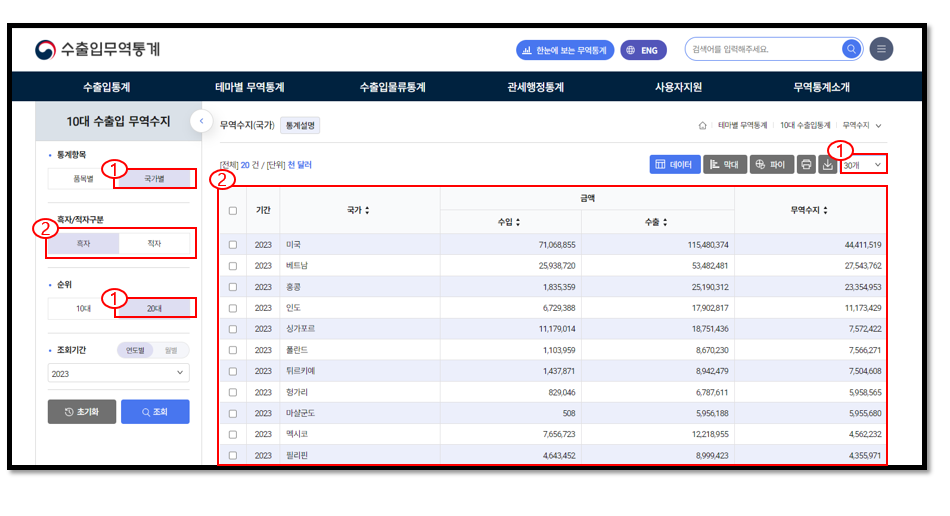 수출입무역통계
한눈에 보는 무역통계
ENG
검색어를 입력해주세요.
수출입통계 테마별 무역통계 수출입물류통계 관세행정통계 사용자지원 무역통계소개
10대 수출입 무역수지
무역수지(국가) 통계설명
테마별 무역통계 10대 수출입통계 무역수지
통계항목
1
품목별 국가별
흑자/적자구분
2
흑자 적자
순위
1
10대 20대
조회기간 연도별 월별
2023
초기화 조회
[전체] 20 건 / [단위] 천 달러
데이터 막대 파이
1
30개
2
기간 국가 금액 무역수지
수입 수출
2023 미국 71,068,855 115,480,374 44,411,519
2023 베트남 25,938,720 53,482,481 27,543,762
2023 홍콩 1,835,359 25,190,312 23,354,953
2023 인도 6,729,388 17,902,817 11,173,429
2023 싱가포르 11,179,014 18,751,436 7,572,422
2023 폴란드 1,103,959 8,670,230 7,566,271
2023 튀르키예 1,437,871 8,942,479 7,504,608
2023 헝가리 829,046 6,787,611 5,958,565
2023 마샬군도 508 5,956,188 5,955,680
2023 멕시코 7,656,723 12,218,955 4,562,232
2023 필리핀 4,643,452 8,999,423 4,355,971